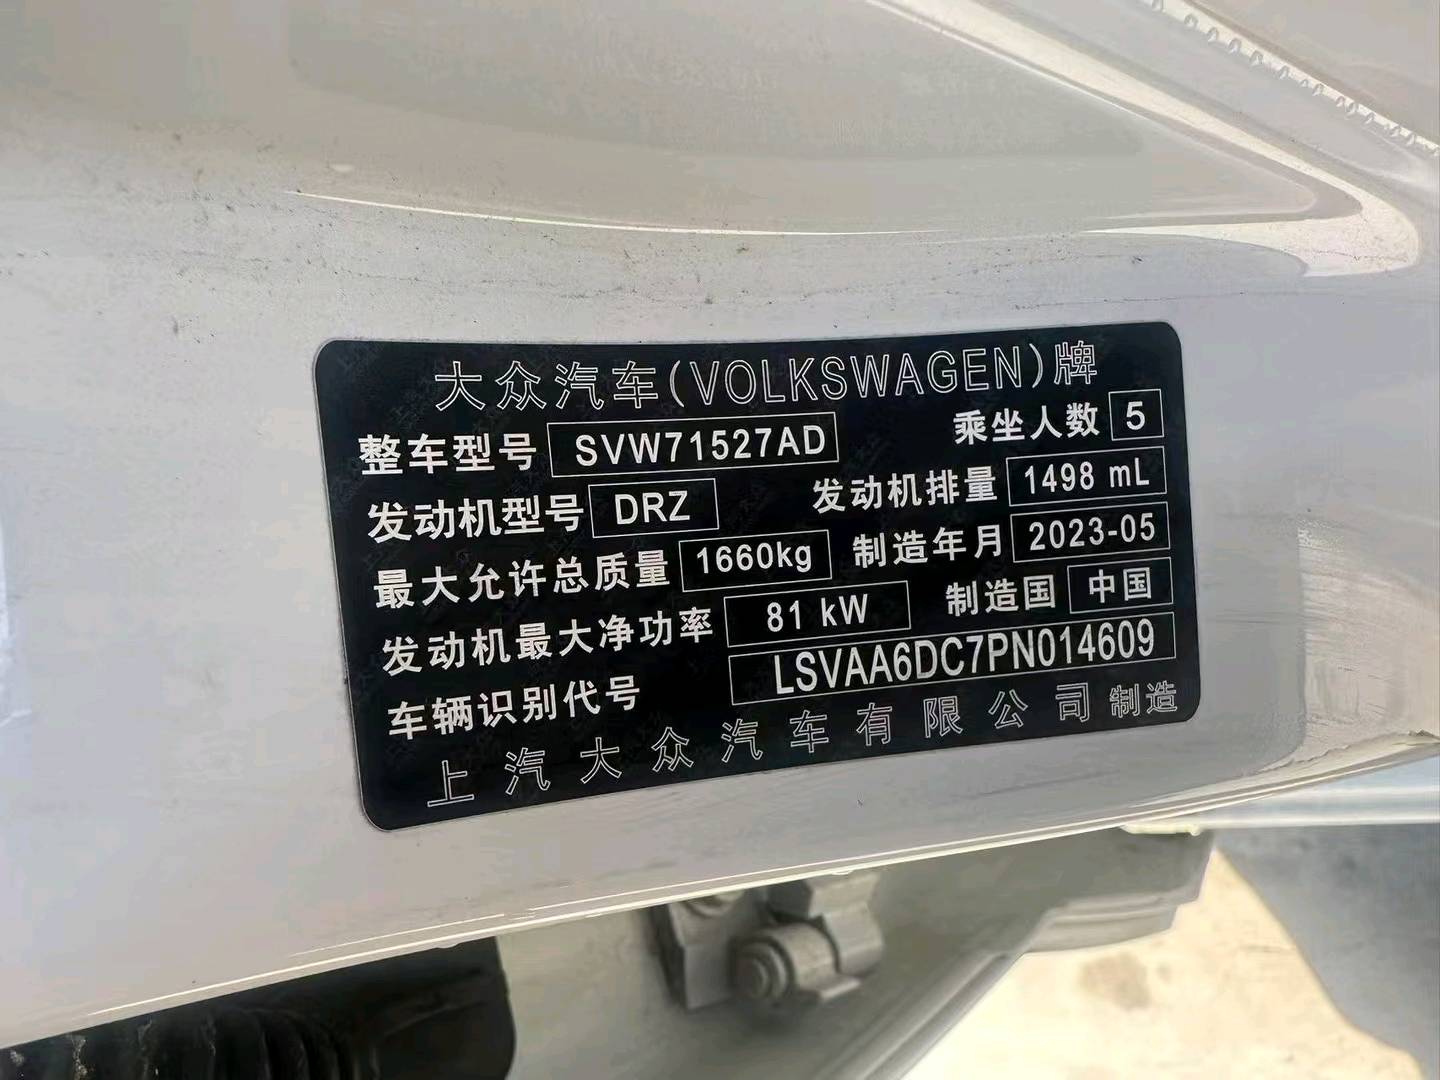 大众汽车(VOLKSWAGEN)牌
整车型号 SVW71527AD 乘坐人数 5
发动机型号 DRZ 发动机排量 1498 mL
最大允许总质量 1660kg 制造年月 2023-05
发动机最大净功率 81 kW 制造国 中国
车辆识别代号 LSVAA6DC7PN014609
上汽大众汽车有限公司制造